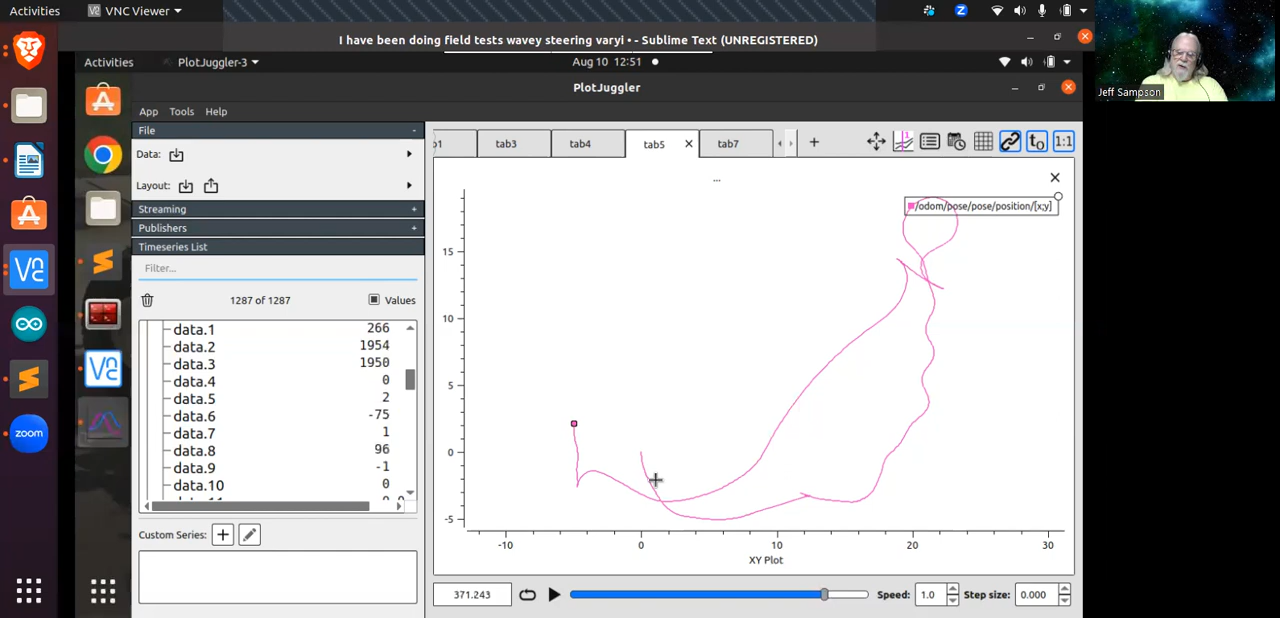 Activities VNC Viewer
I have been doing field tests wavey steering varyi • - Sublime Text (UNREGISTERED)
Jeff Sampson
Activities PlotJuggler-3 Aug 10 12:51
PlotJuggler
App Tools Help
File -
Data:
Layout:
Streaming +
Publishers +
Timeseries List
Filter...
1287 of 1287 Values
data.1 266
data.2 1954
data.3 1950
data.4 0
data.5 2
data.6 -75
data.7 1
data.8 96
data.9 -1
data.10 0
Custom Series:
tab3 tab4 tab5 tab7
1:1
...
/odom/pose/pose/position/[x;y]
15
10
5
0
-5
-10 0 10 20 30
XY Plot
371.243 Speed: 1.0 Step size: 0.000
zoom